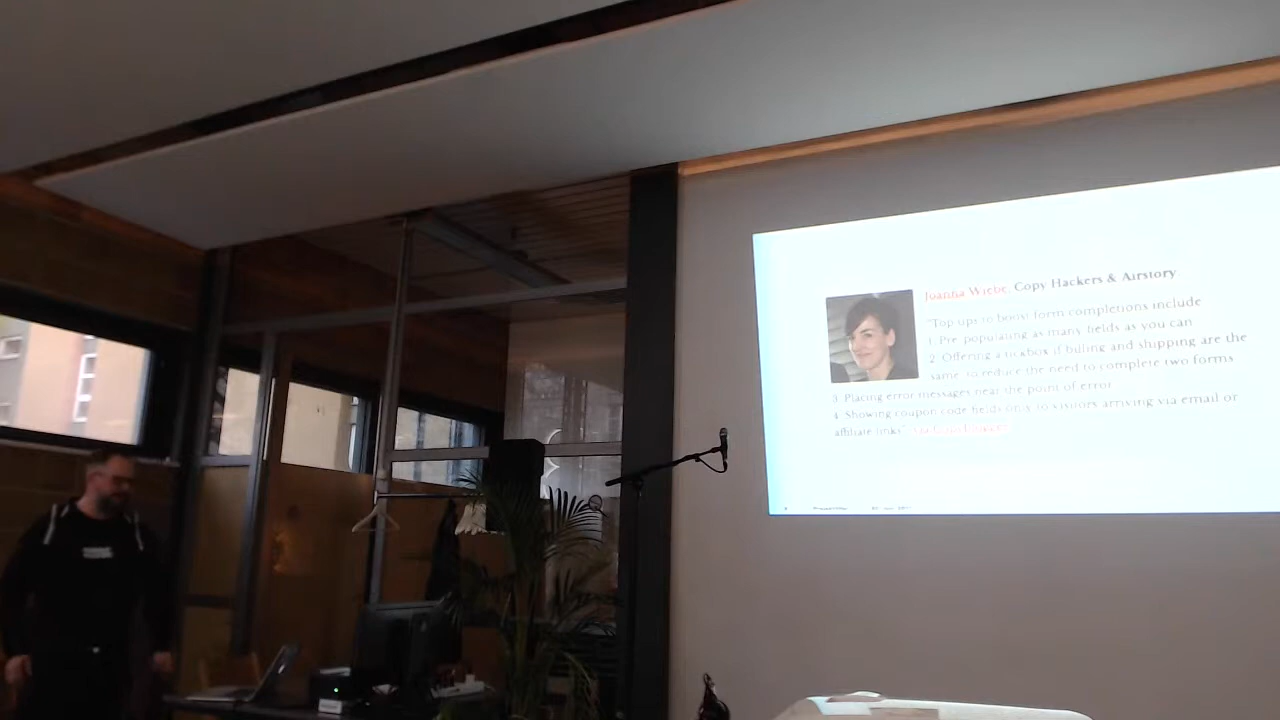 Joanna Wiebe, Copy Hackers & Airstory
"Top ups to boost form completions include
1. Pre-populating as many fields as you can
2. Offering a tickbox if billing and shipping are the
same, to reduce the need to complete two forms
3. Placing error messages near the point of error
4. Showing coupon code fields only to visitors arriving via email or
affiliate links"